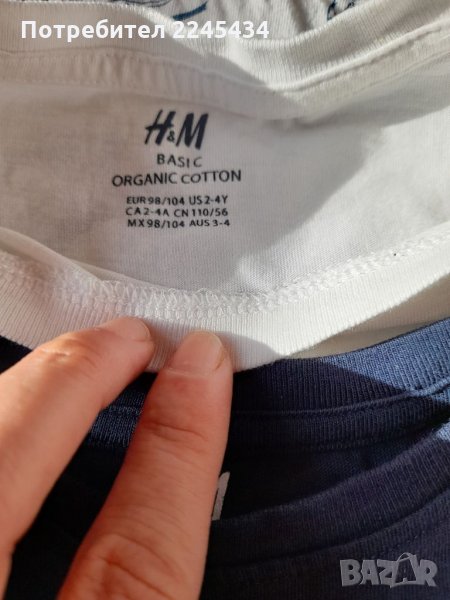 Потребител 2245434
H&M
BASIC
ORGANIC COTTON
EUR 98/104 US 2-4Y
CA 2-4A CN 110/56
MX 98/104 AUS 3-4
BAZAR